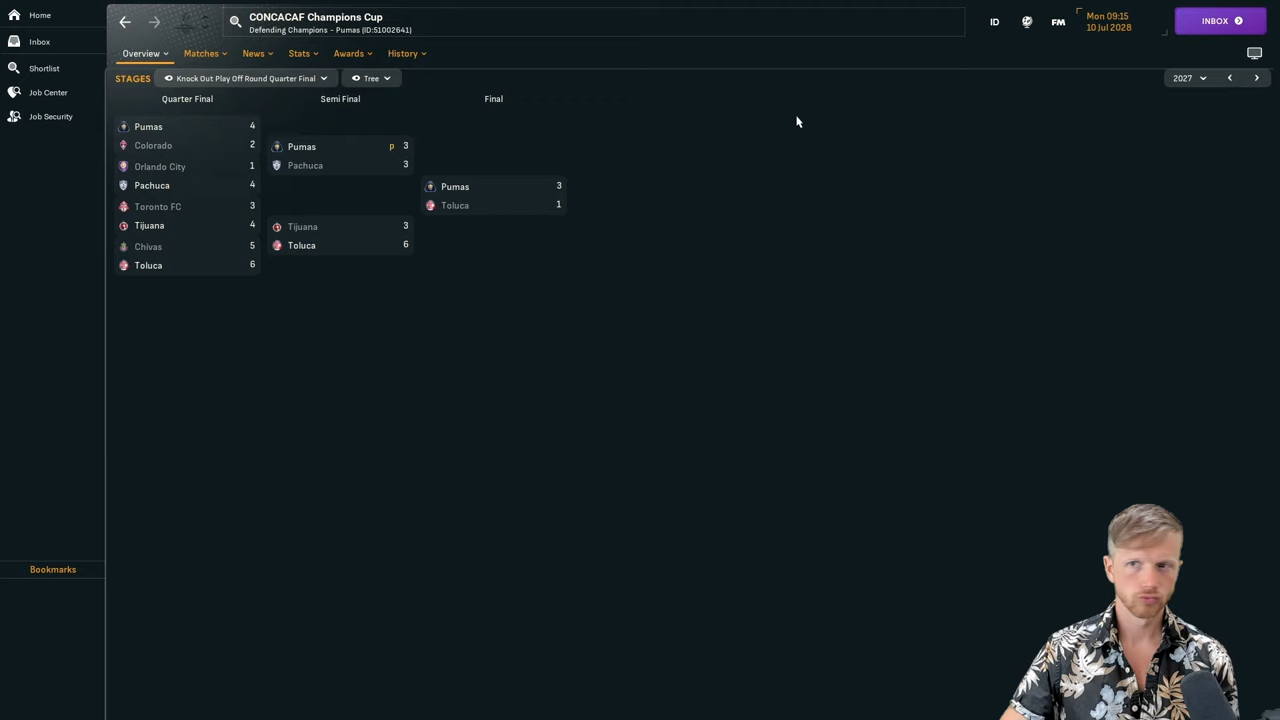 Home
Inbox
Shortlist
Job Center
Job Security
Bookmarks
CONCACAF Champions Cup
Defending Champions - Pumas (ID:51002641)
ID
FM
Mon 09:15
10 Jul 2028
INBOX
Overview
Matches
News
Stats
Awards
History
STAGES
Knock Out Play Off Round Quarter Final
Tree
2027
Quarter Final
Semi Final
Final
Pumas 4
Colorado 2
Orlando City 1
Pachuca 4
Toronto FC 3
Tijuana 4
Chivas 5
Toluca 6
Pumas p 3
Pachuca 3
Tijuana 3
Toluca 6
Pumas 3
Toluca 1